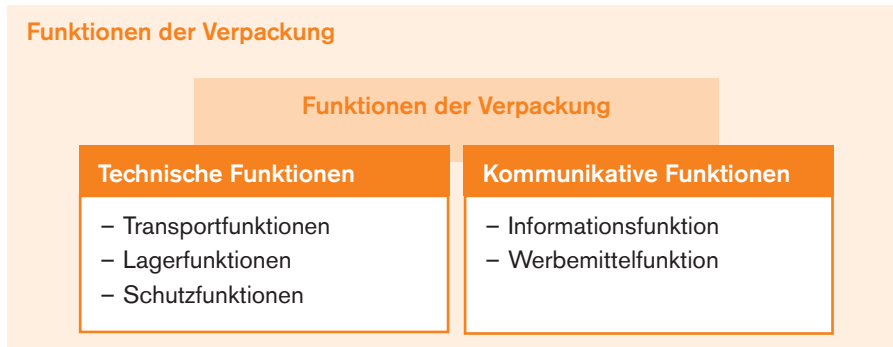 Funktionen der Verpackung
Funktionen der Verpackung
Technische Funktionen
– Transportfunktionen
– Lagerfunktionen
– Schutzfunktionen
Kommunikative Funktionen
– Informationsfunktion
– Werbemittelfunktion